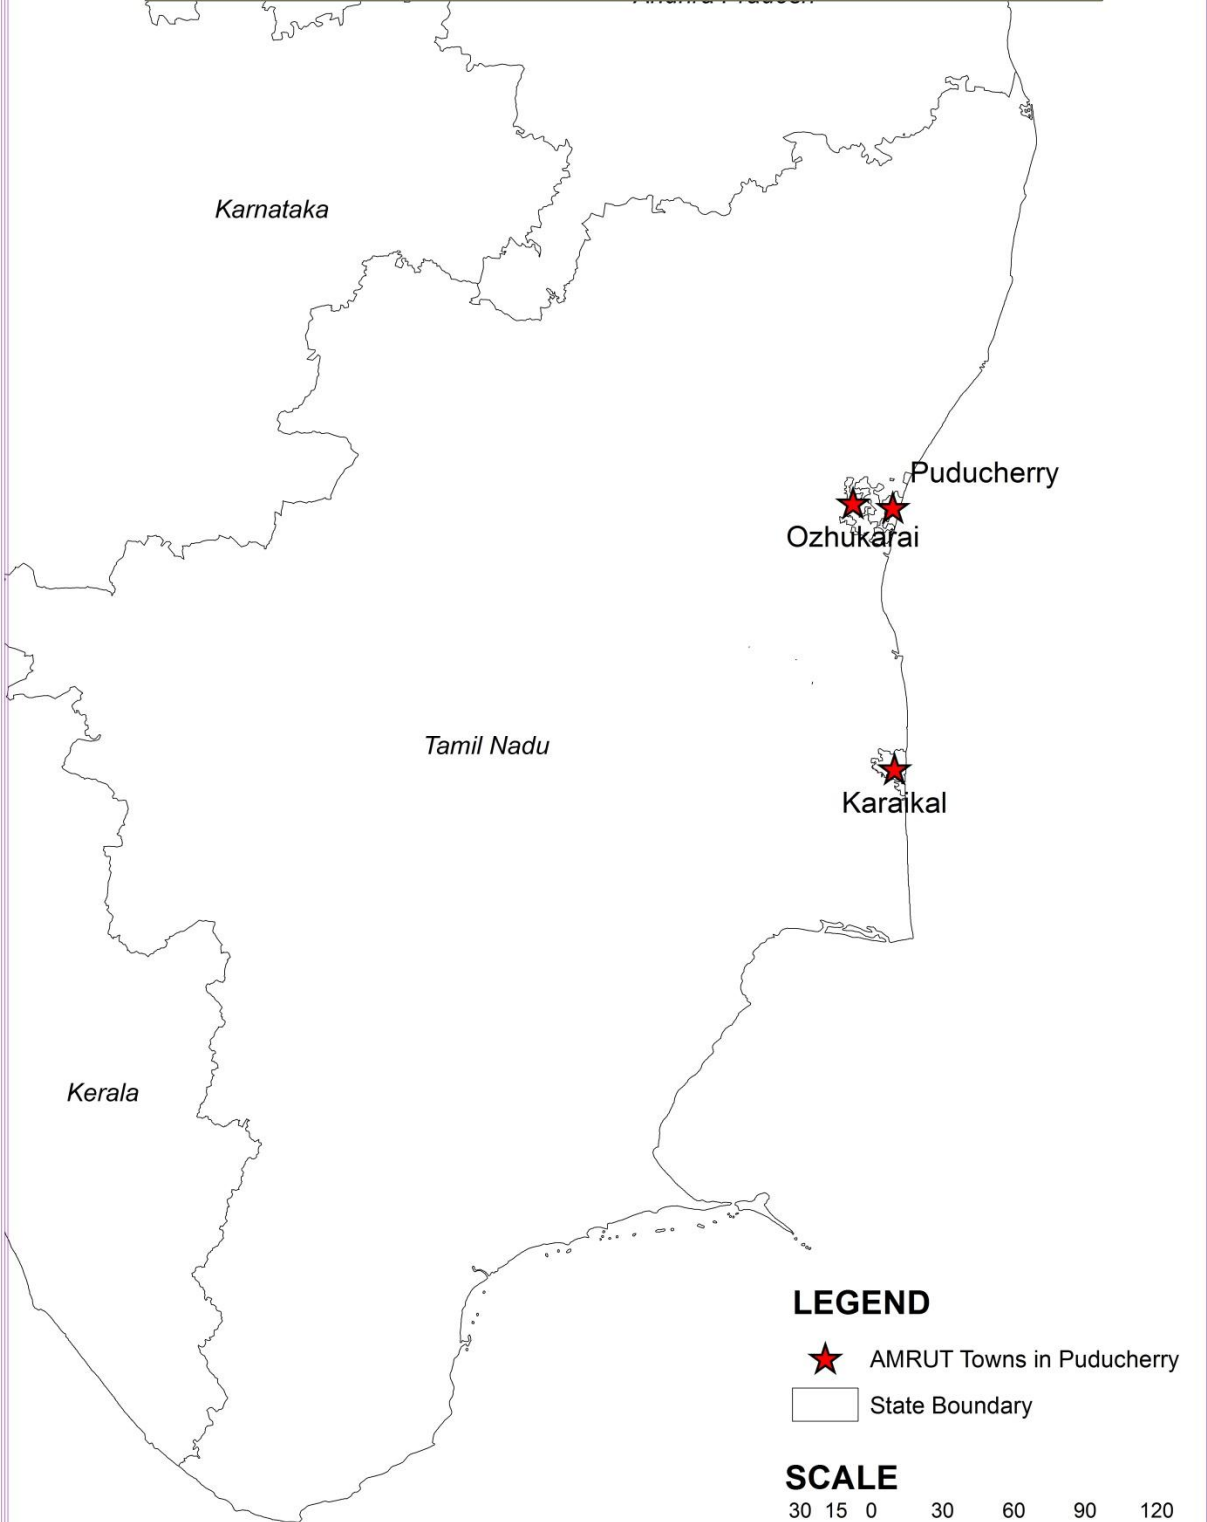 Karnataka
Puducherry
Ozhukarai
Tamil Nadu
Karaikal
Kerala
LEGEND
AMRUT Towns in Puducherry
State Boundary
SCALE
30 15 0 30 60 90 120